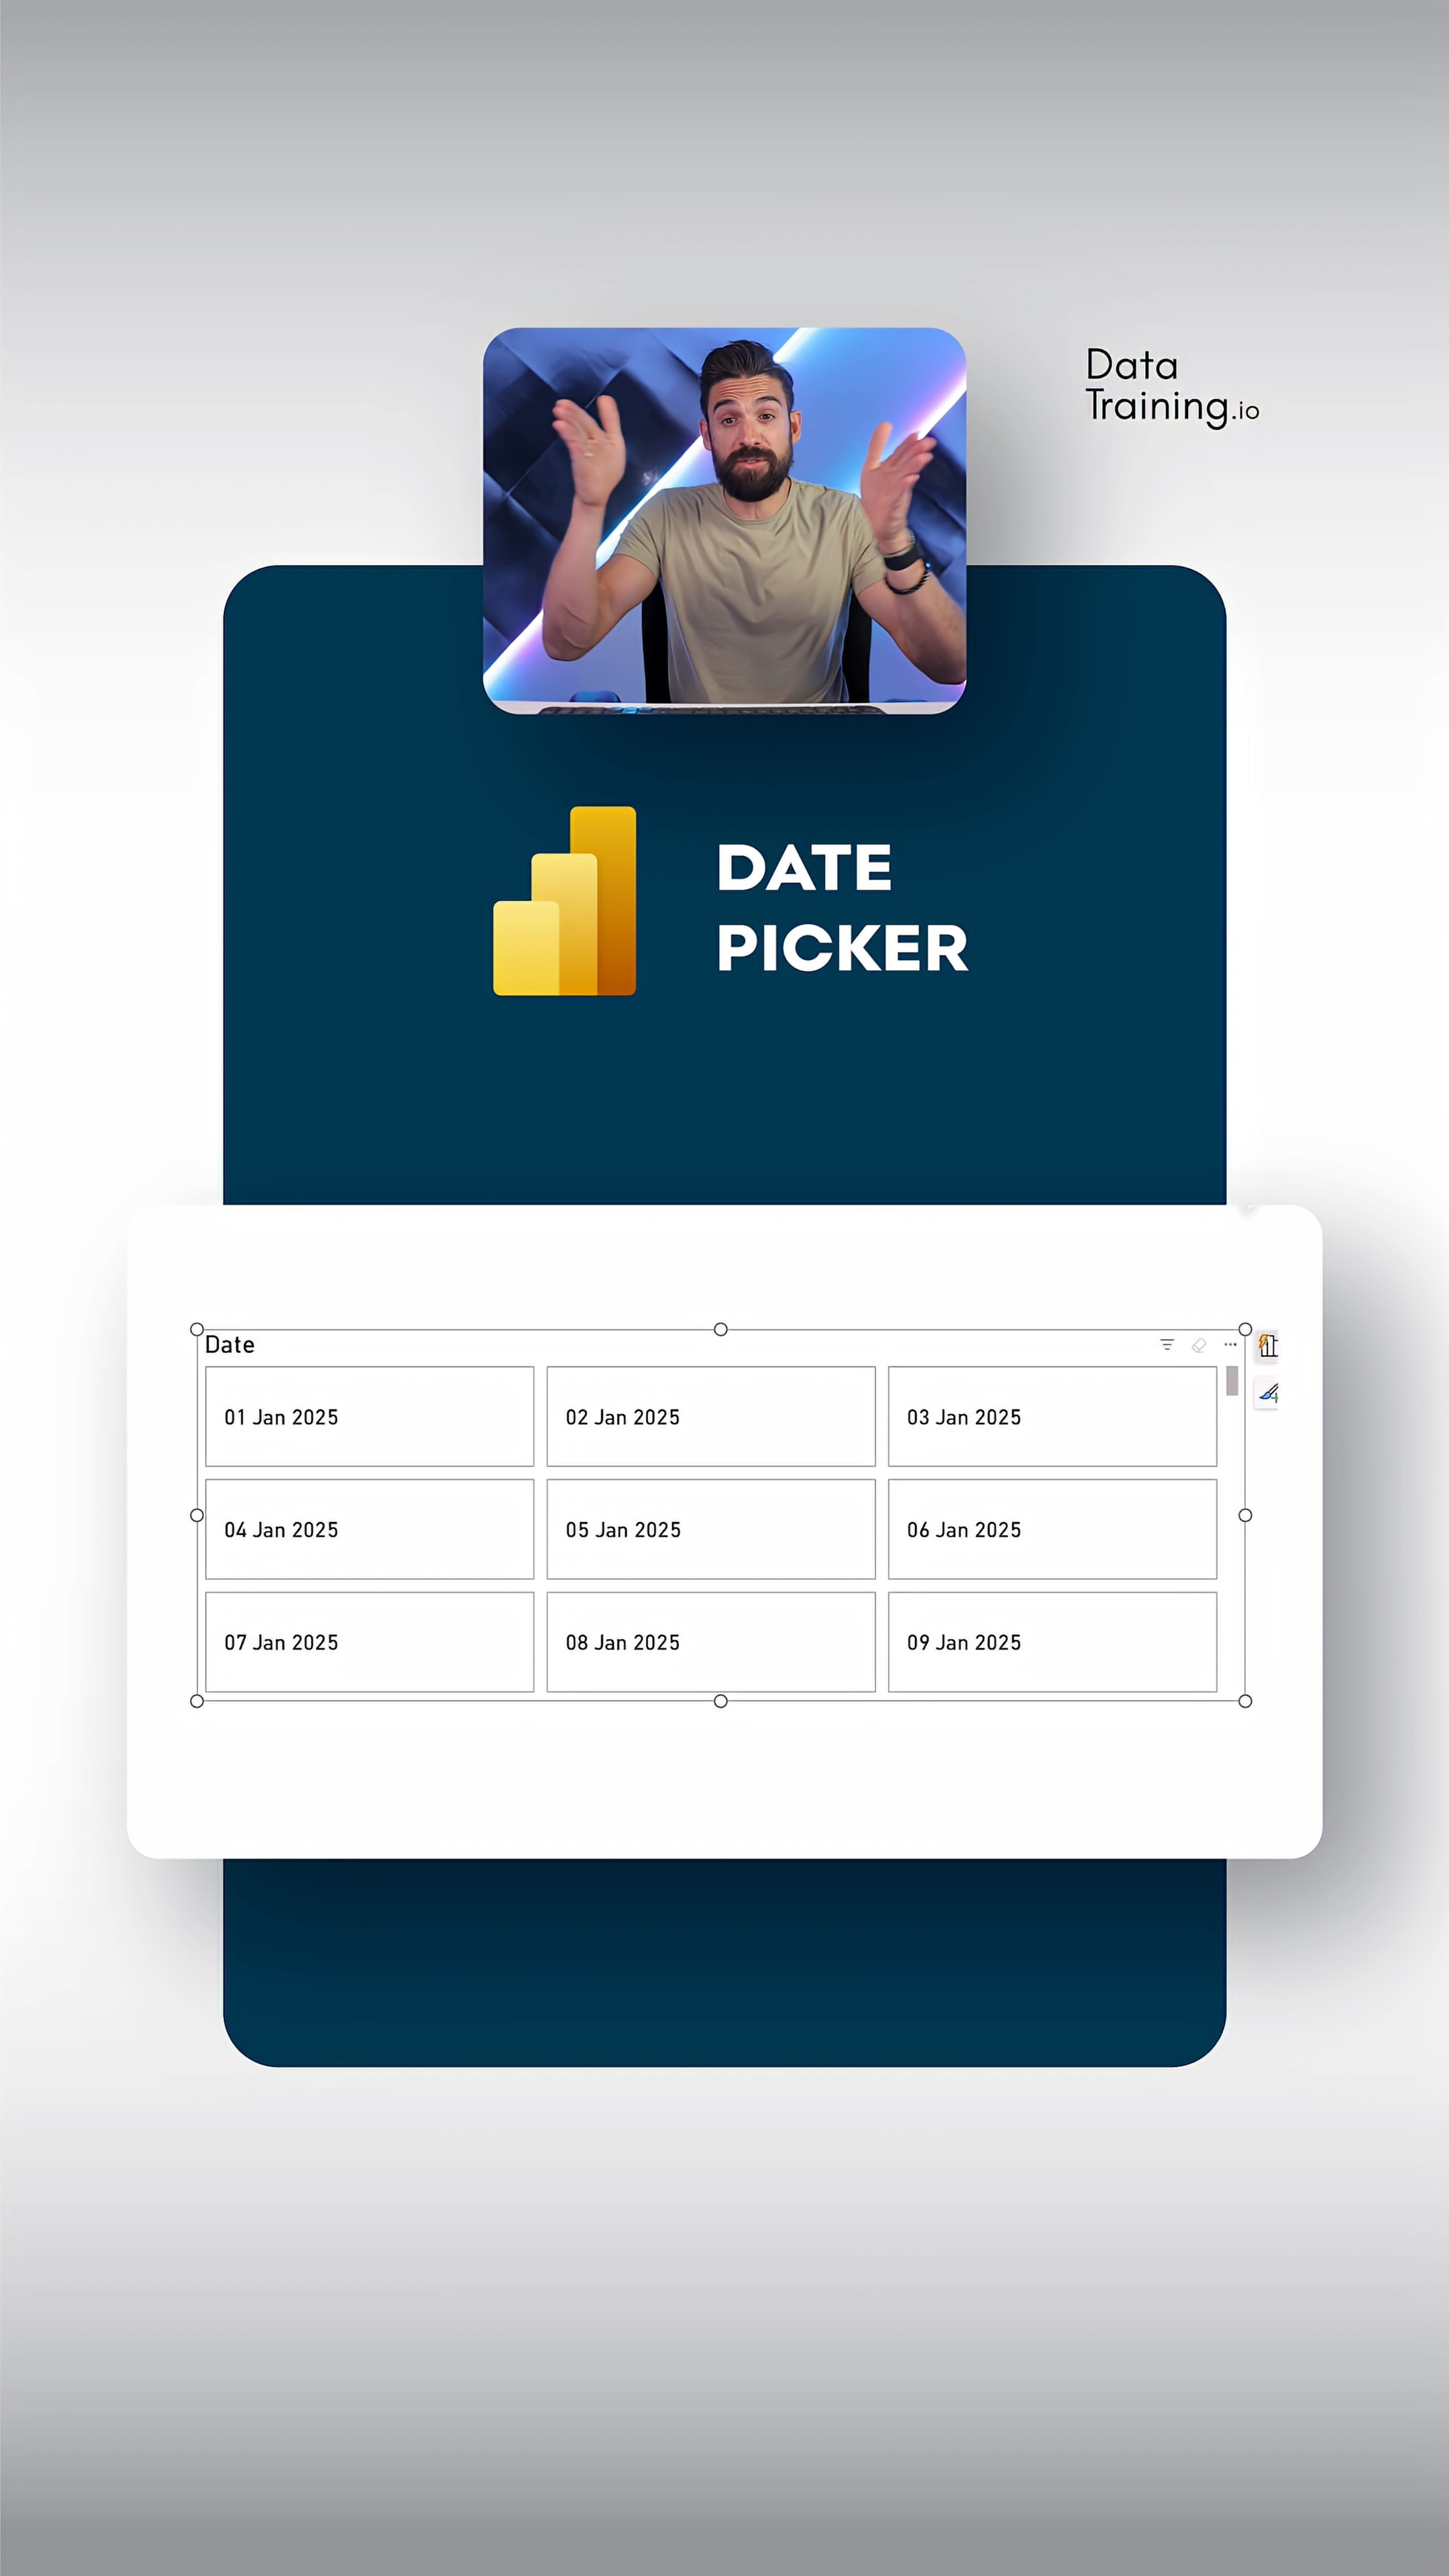 Data
Training.io
DATE
PICKER
Date
01 Jan 2025
02 Jan 2025
03 Jan 2025
04 Jan 2025
05 Jan 2025
06 Jan 2025
07 Jan 2025
08 Jan 2025
09 Jan 2025